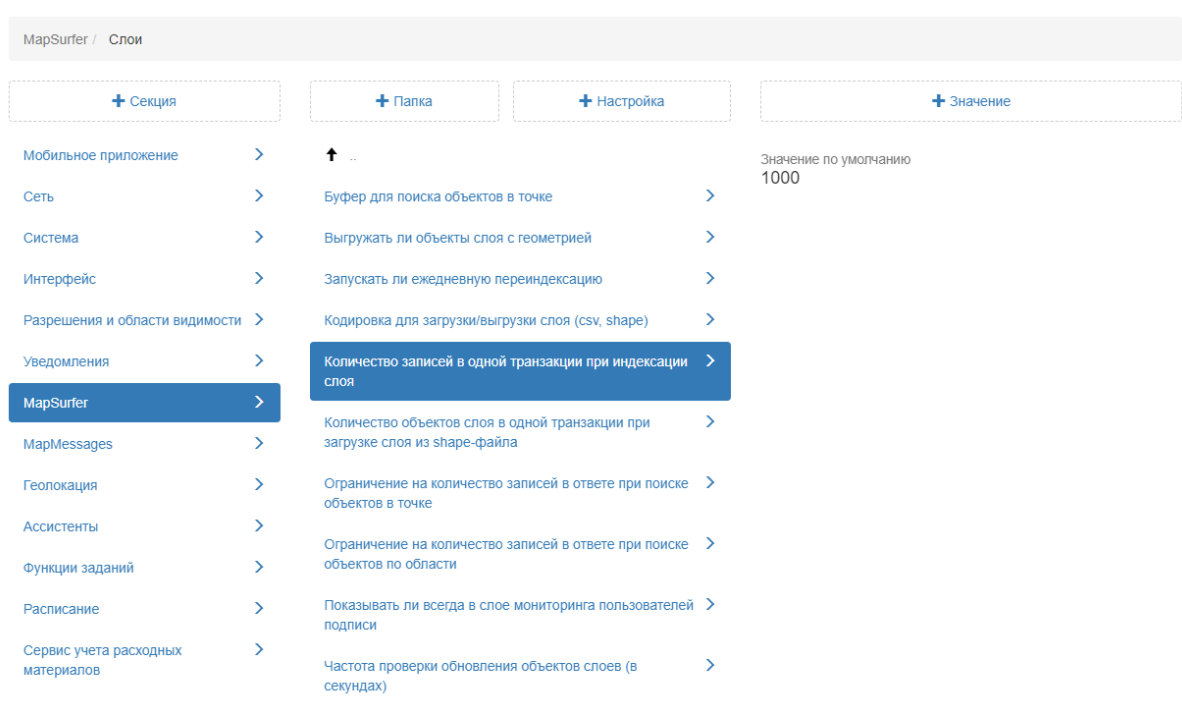 MapSurfer / Слои
+ Секция
+ Папка
+ Настройка
+ Значение
Мобильное приложение
Сеть
Система
Интерфейс
Разрешения и области видимости
Уведомления
MapSurfer
MapMessages
Геолокация
Ассистенты
Функции заданий
Расписание
Сервис учета расходных
материалов
..
Буфер для поиска объектов в точке
Выгружать ли объекты слоя с геометрией
Запускать ли ежедневную переиндексацию
Кодировка для загрузки/выгрузки слоя (csv, shape)
Количество записей в одной транзакции при индексации
слоя
Количество объектов слоя в одной транзакции при
загрузке слоя из shape-файла
Ограничение на количество записей в ответе при поиске
объектов в точке
Ограничение на количество записей в ответе при поиске
объектов по области
Показывать ли всегда в слое мониторинга пользователей
подписи
Частота проверки обновления объектов слоев (в
секундах)
Значение по умолчанию
1000